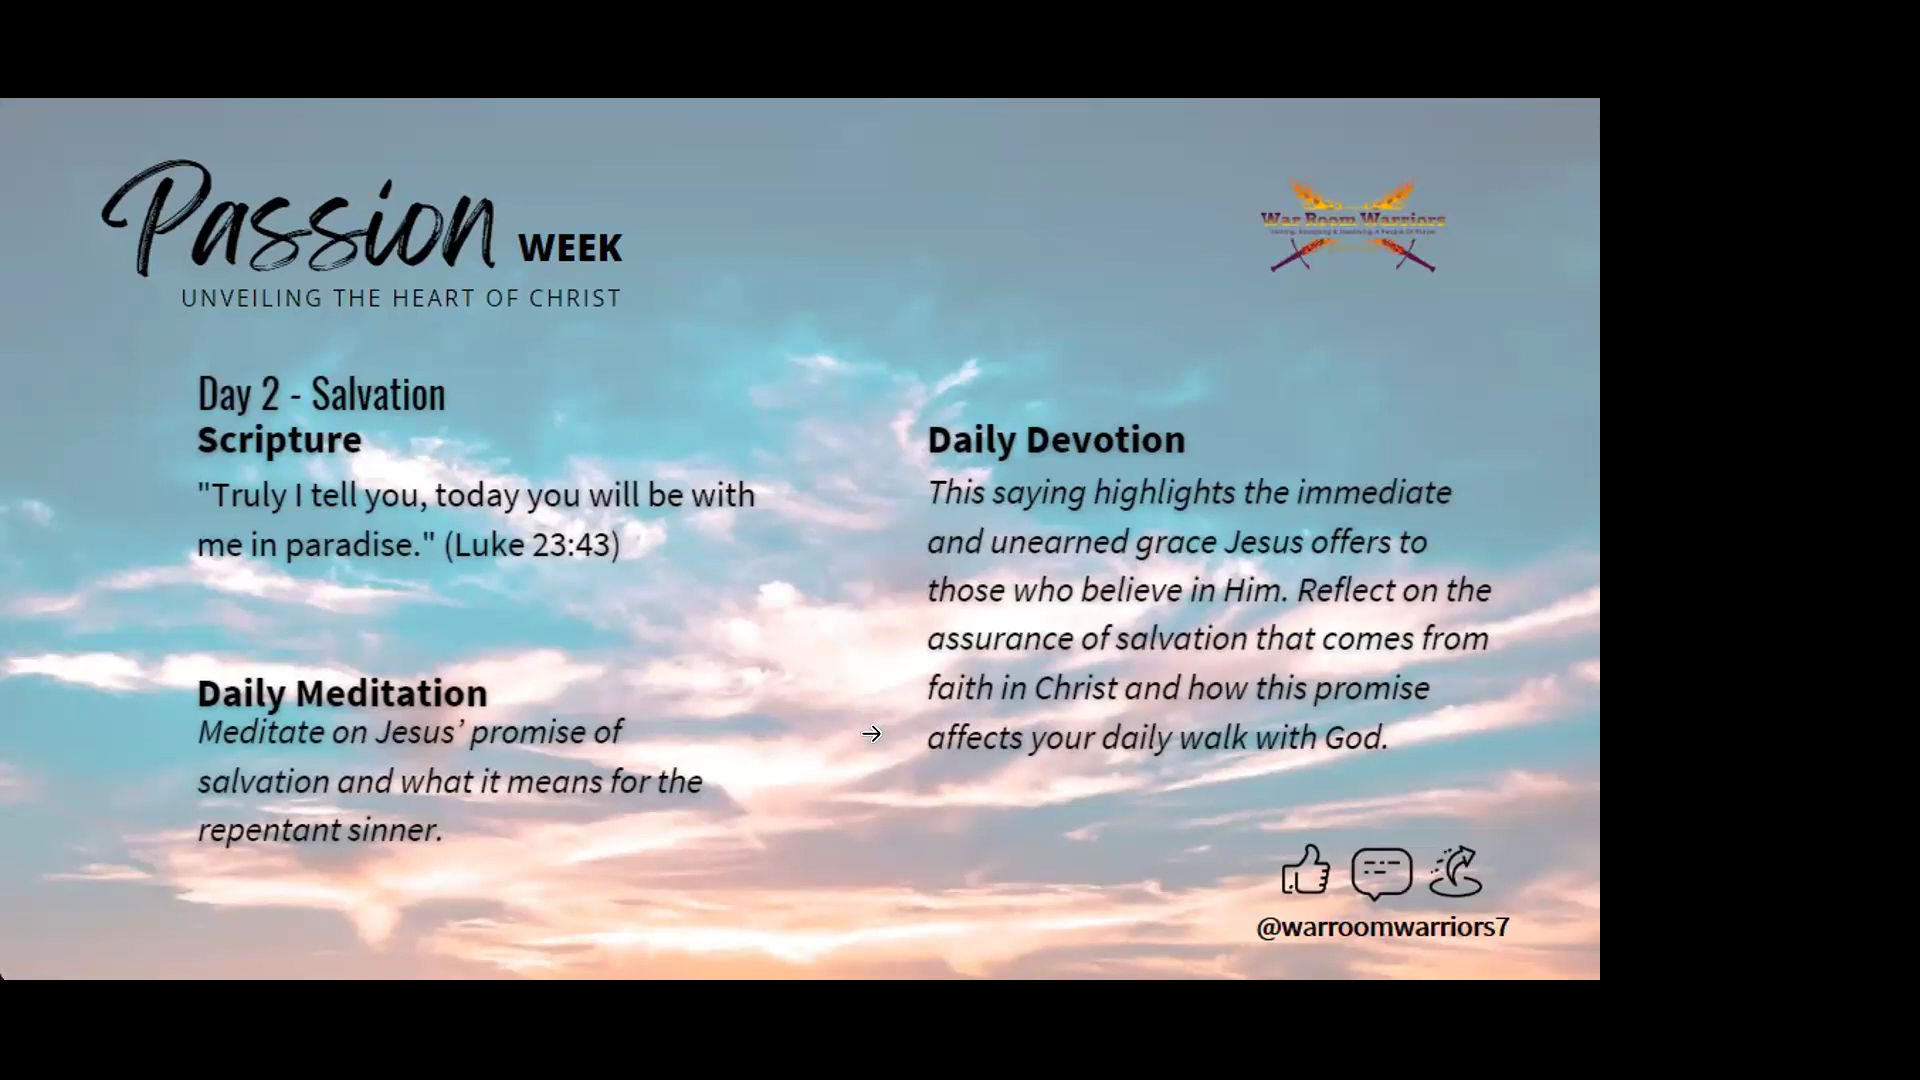 Passion WEEK
UNVEILING THE HEART OF CHRIST
War Room Warriors
Day 2 - Salvation
Scripture
"Truly I tell you, today you will be with
me in paradise." (Luke 23:43)
Daily Meditation
Meditate on Jesus’ promise of
salvation and what it means for the
repentant sinner.
Daily Devotion
This saying highlights the immediate
and unearned grace Jesus offers to
those who believe in Him. Reflect on the
assurance of salvation that comes from
faith in Christ and how this promise
affects your daily walk with God.
@warroomwarriors7